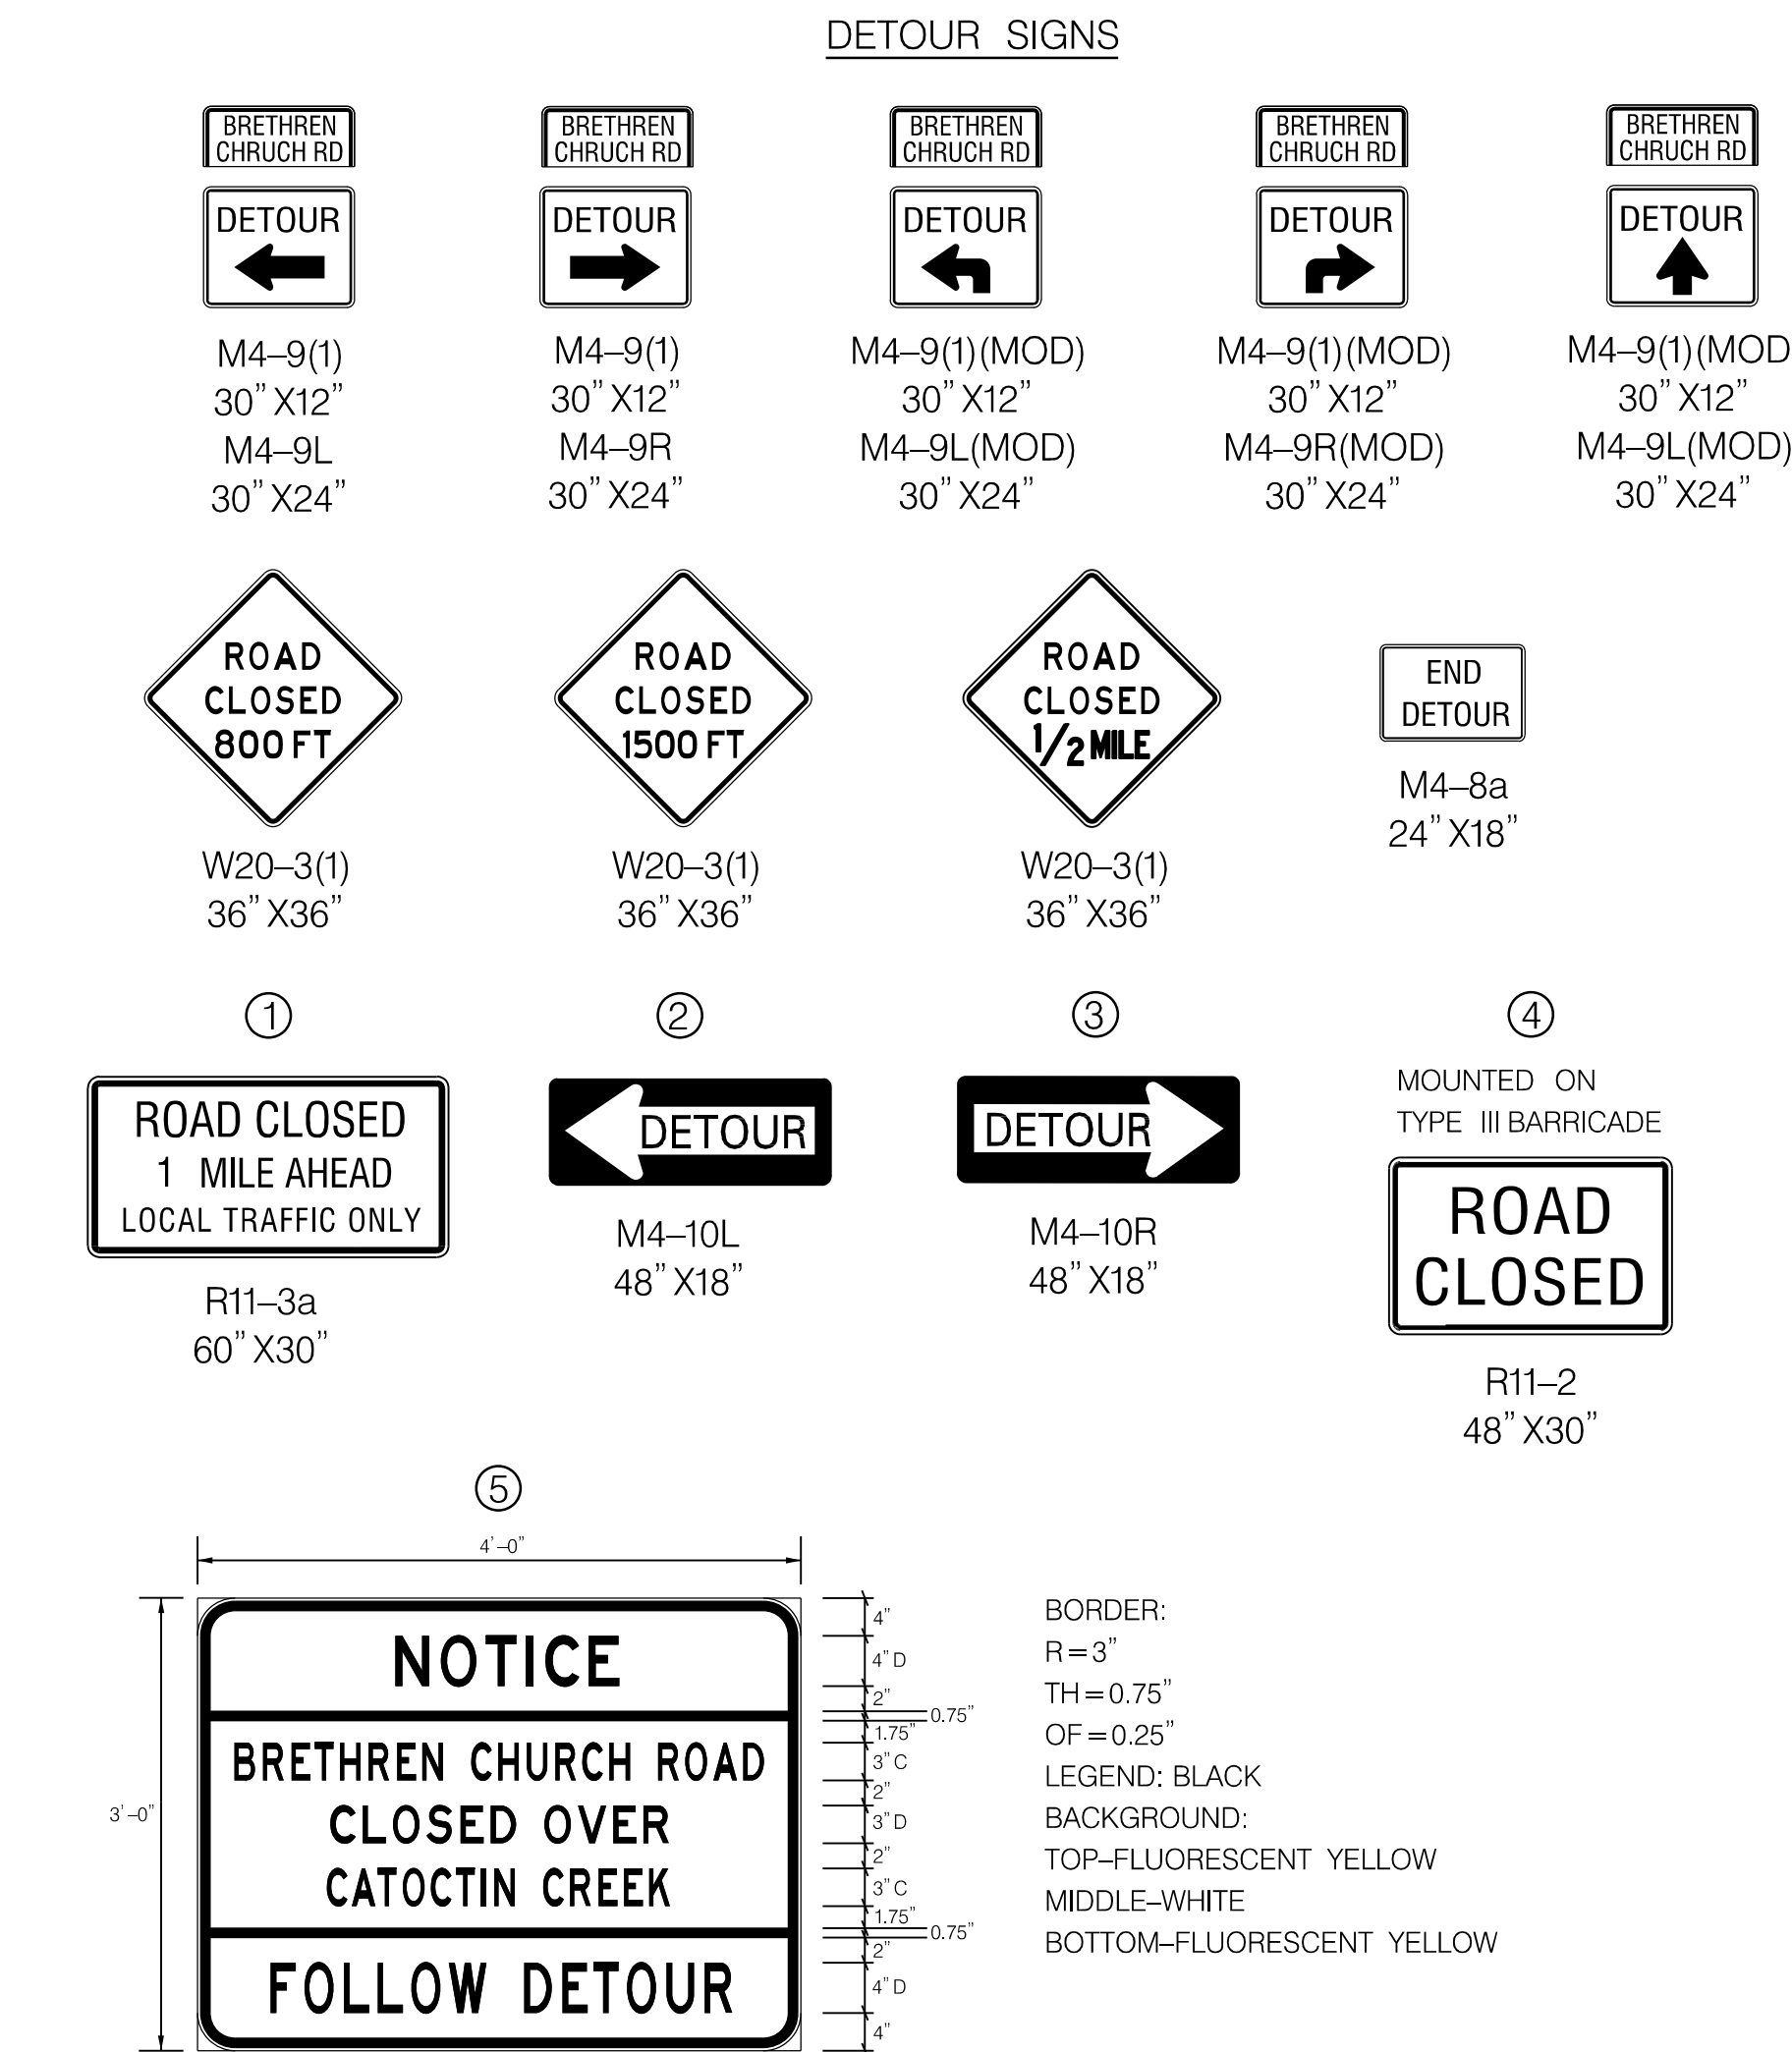 DETOUR SIGNS
BRETHREN
CHRUCH RD
DETOUR
M4–9(1)
30" X12"
M4–9L
30" X24"
BRETHREN
CHRUCH RD
DETOUR
M4–9(1)
30" X12"
M4–9R
30" X24"
BRETHREN
CHRUCH RD
DETOUR
M4–9(1)(MOD)
30" X12"
M4–9L(MOD)
30" X24"
BRETHREN
CHRUCH RD
DETOUR
M4–9(1)(MOD)
30" X12"
M4–9R(MOD)
30" X24"
BRETHREN
CHRUCH RD
DETOUR
M4–9(1)(MOD
30" X12"
M4–9L(MOD)
30" X24"
ROAD
CLOSED
800 FT
W20–3(1)
36" X36"
ROAD
CLOSED
1500 FT
W20–3(1)
36" X36"
ROAD
CLOSED
1/2 MILE
W20–3(1)
36" X36"
END
DETOUR
M4–8a
24" X18"
1
ROAD CLOSED
1 MILE AHEAD
LOCAL TRAFFIC ONLY
R11–3a
60" X30"
2
DETOUR
M4–10L
48" X18"
3
DETOUR
M4–10R
48" X18"
4
MOUNTED ON
TYPE III BARRICADE
ROAD
CLOSED
R11–2
48" X30"
5
4'–0"
3'–0"
NOTICE
BRETHREN CHURCH ROAD
CLOSED OVER
CATOCTIN CREEK
FOLLOW DETOUR
4"
4" D
2"
0.75"
1.75"
3" C
2"
3" D
2"
3" C
1.75"
0.75"
2"
4" D
4"
BORDER:
R=3"
TH=0.75"
OF=0.25"
LEGEND: BLACK
BACKGROUND:
TOP–FLUORESCENT YELLOW
MIDDLE–WHITE
BOTTOM–FLUORESCENT YELLOW